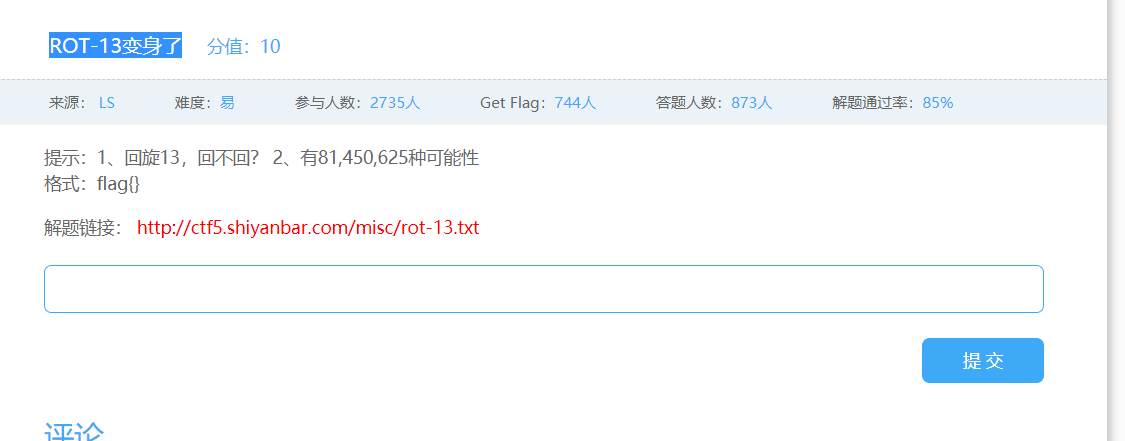 ROT-13变身了 分值：10
来源： LS 难度：易 参与人数：2735人 Get Flag：744人 答题人数：873人 解题通过率：85%
提示：1、回旋13，回不回？ 2、有81,450,625种可能性
格式：flag{}
解题链接： http://ctf5.shiyanbar.com/misc/rot-13.txt
提 交
评论